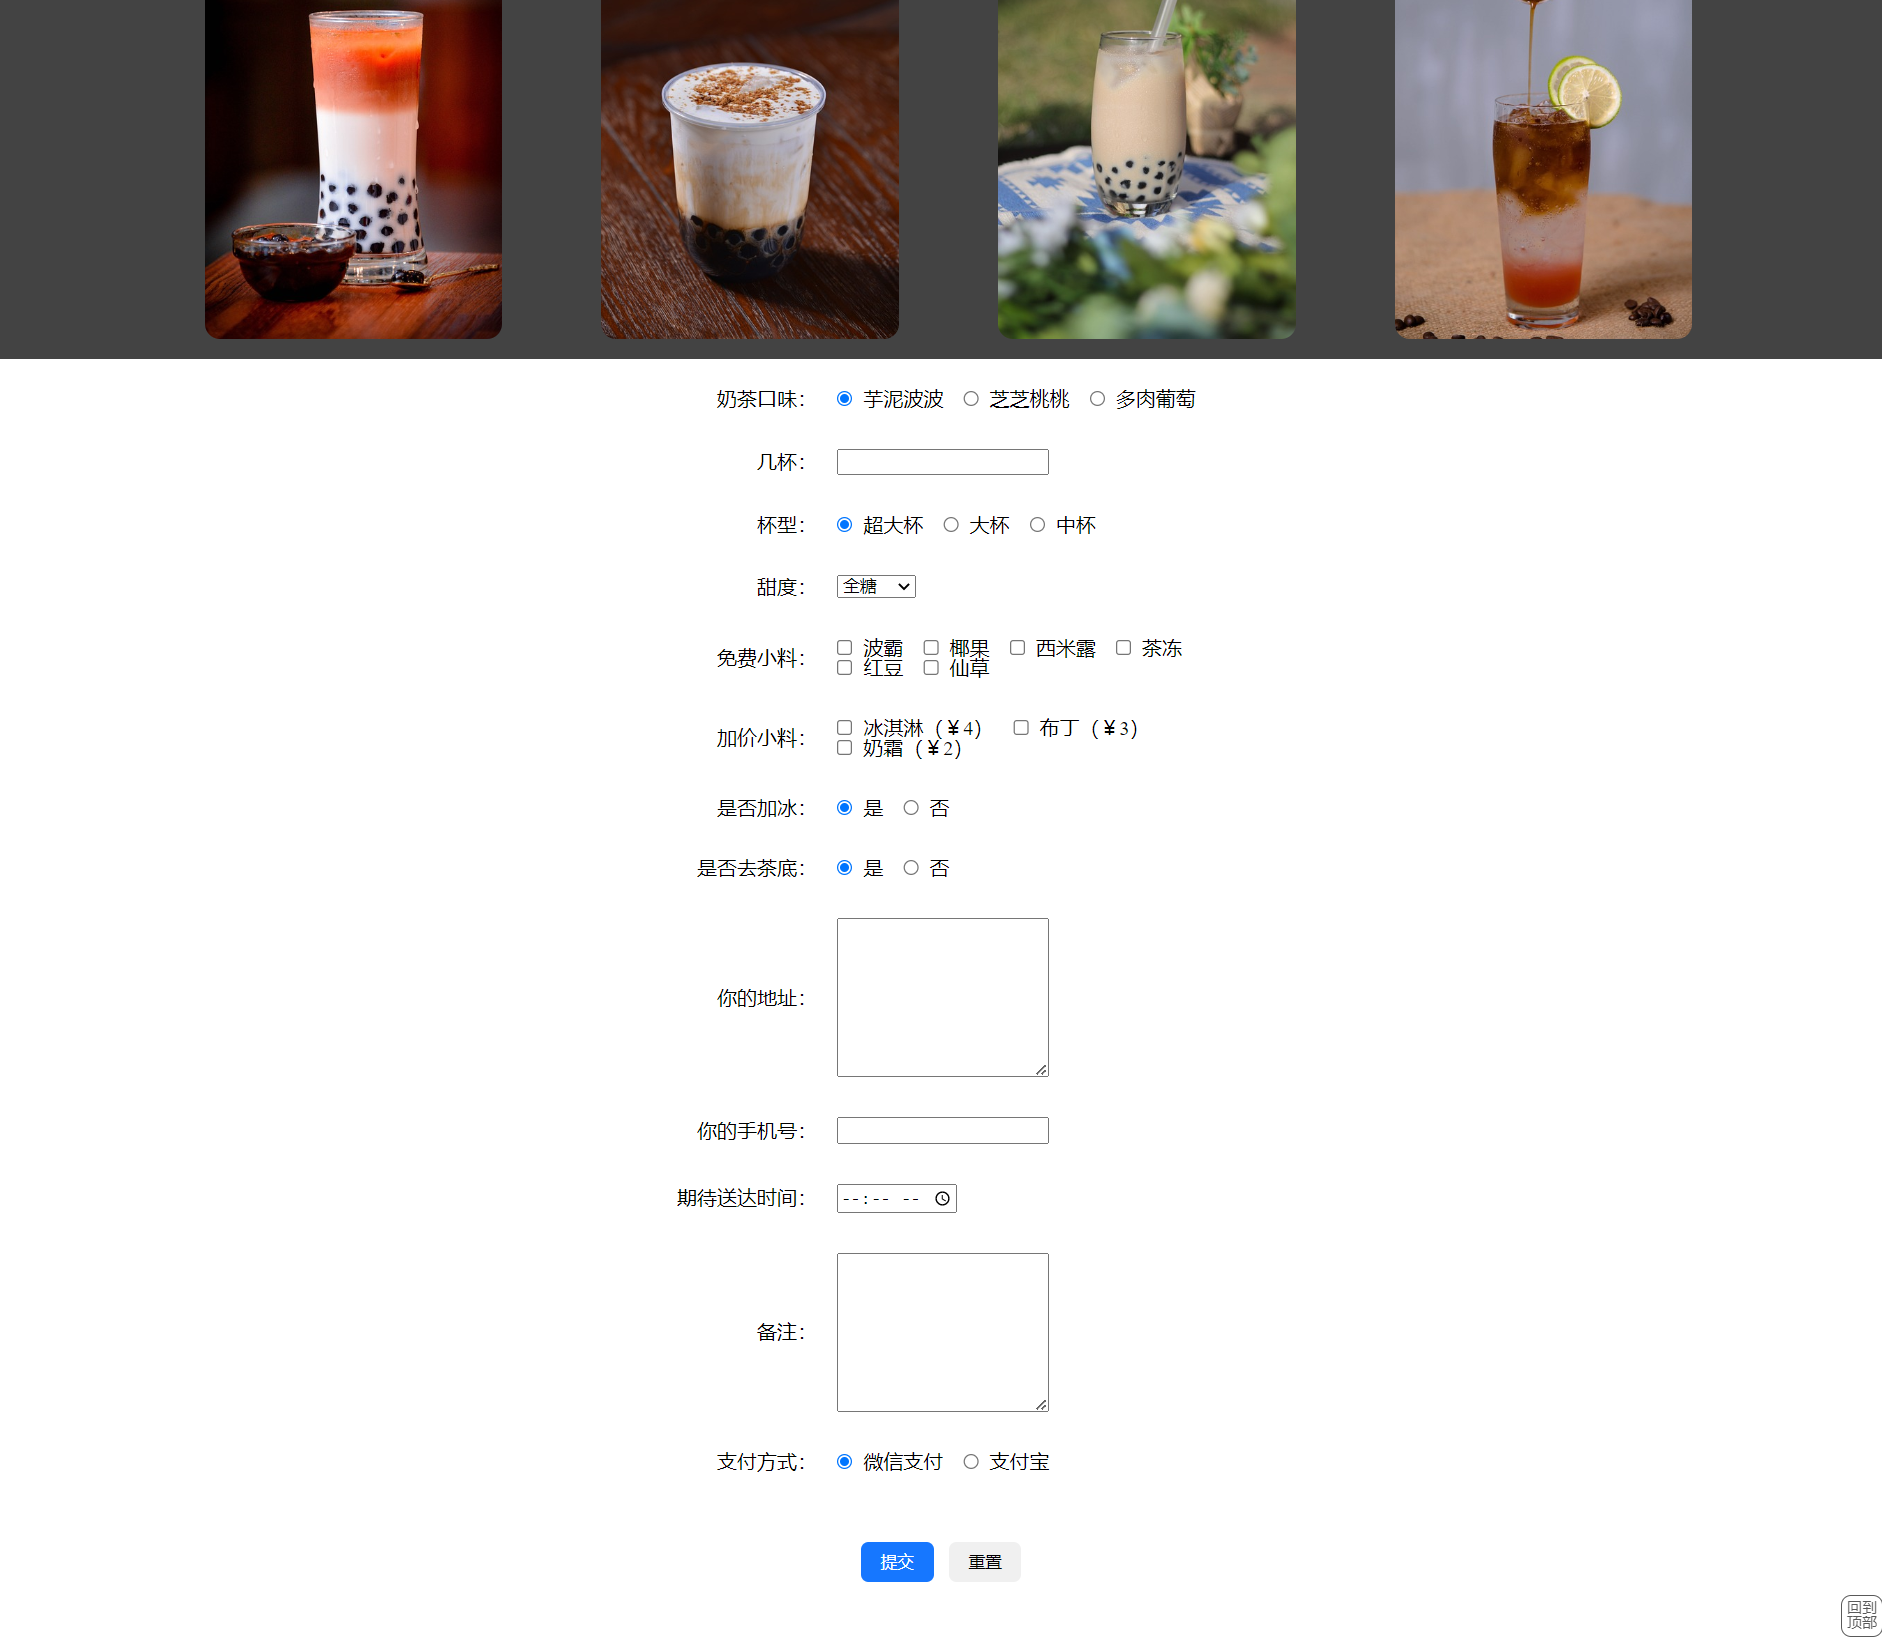 奶茶口味： 芋泥波波 芝芝桃桃 多肉葡萄
几杯：
杯型： 超大杯 大杯 中杯
甜度： 全糖
免费小料： 波霸 椰果 西米露 茶冻
红豆 仙草
加价小料： 冰淇淋（￥4） 布丁（￥3）
奶霜（￥2）
是否加冰： 是 否
是否去茶底： 是 否
你的地址：
你的手机号：
期待送达时间： --:-- --
备注：
支付方式： 微信支付 支付宝
提交 重置
回到
顶部